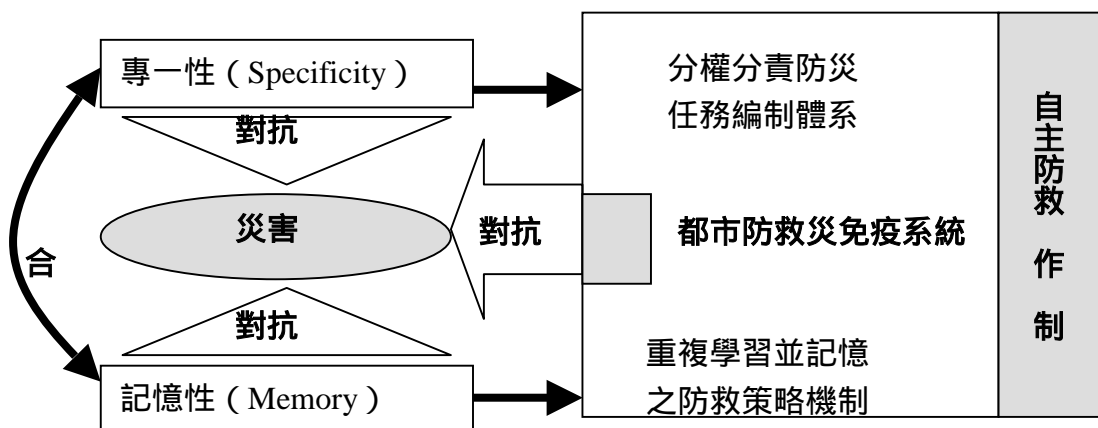 專一性（Specificity）
對抗
災害
合
對抗
記憶性（Memory）
對抗
分權分責防災
任務編制體系
都市防救災免疫系統
重複學習並記憶
之防救策略機制
自主防救 作 制